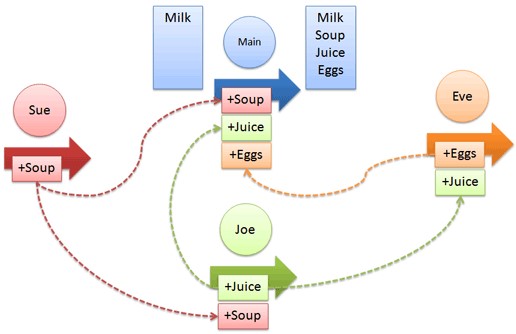 Milk
Main
Milk
Soup
Juice
Eggs
Sue
+Soup
+Soup
+Juice
+Eggs
Eve
+Eggs
+Juice
Joe
+Juice
+Soup